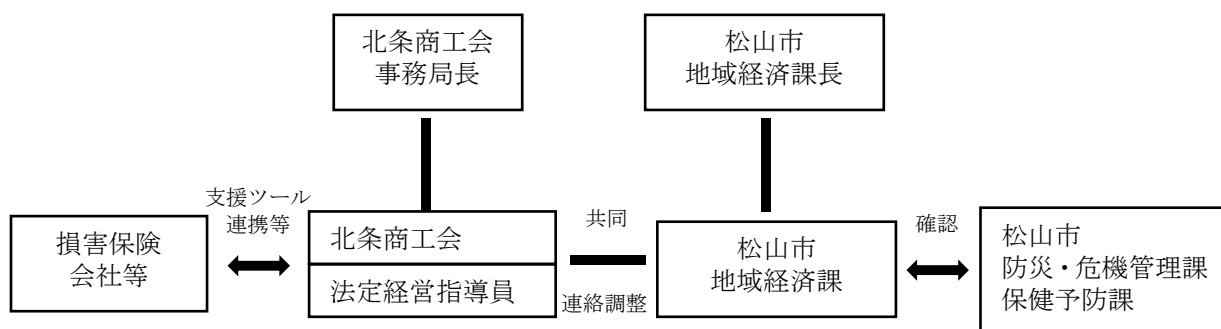 北条商工会
事務局長
松山市
地域経済課長
支援ツール
連携等
損害保険
会社等
北条商工会
法定経営指導員
共同
連絡調整
松山市
地域経済課
確認
松山市
防災・危機管理課
保健予防課